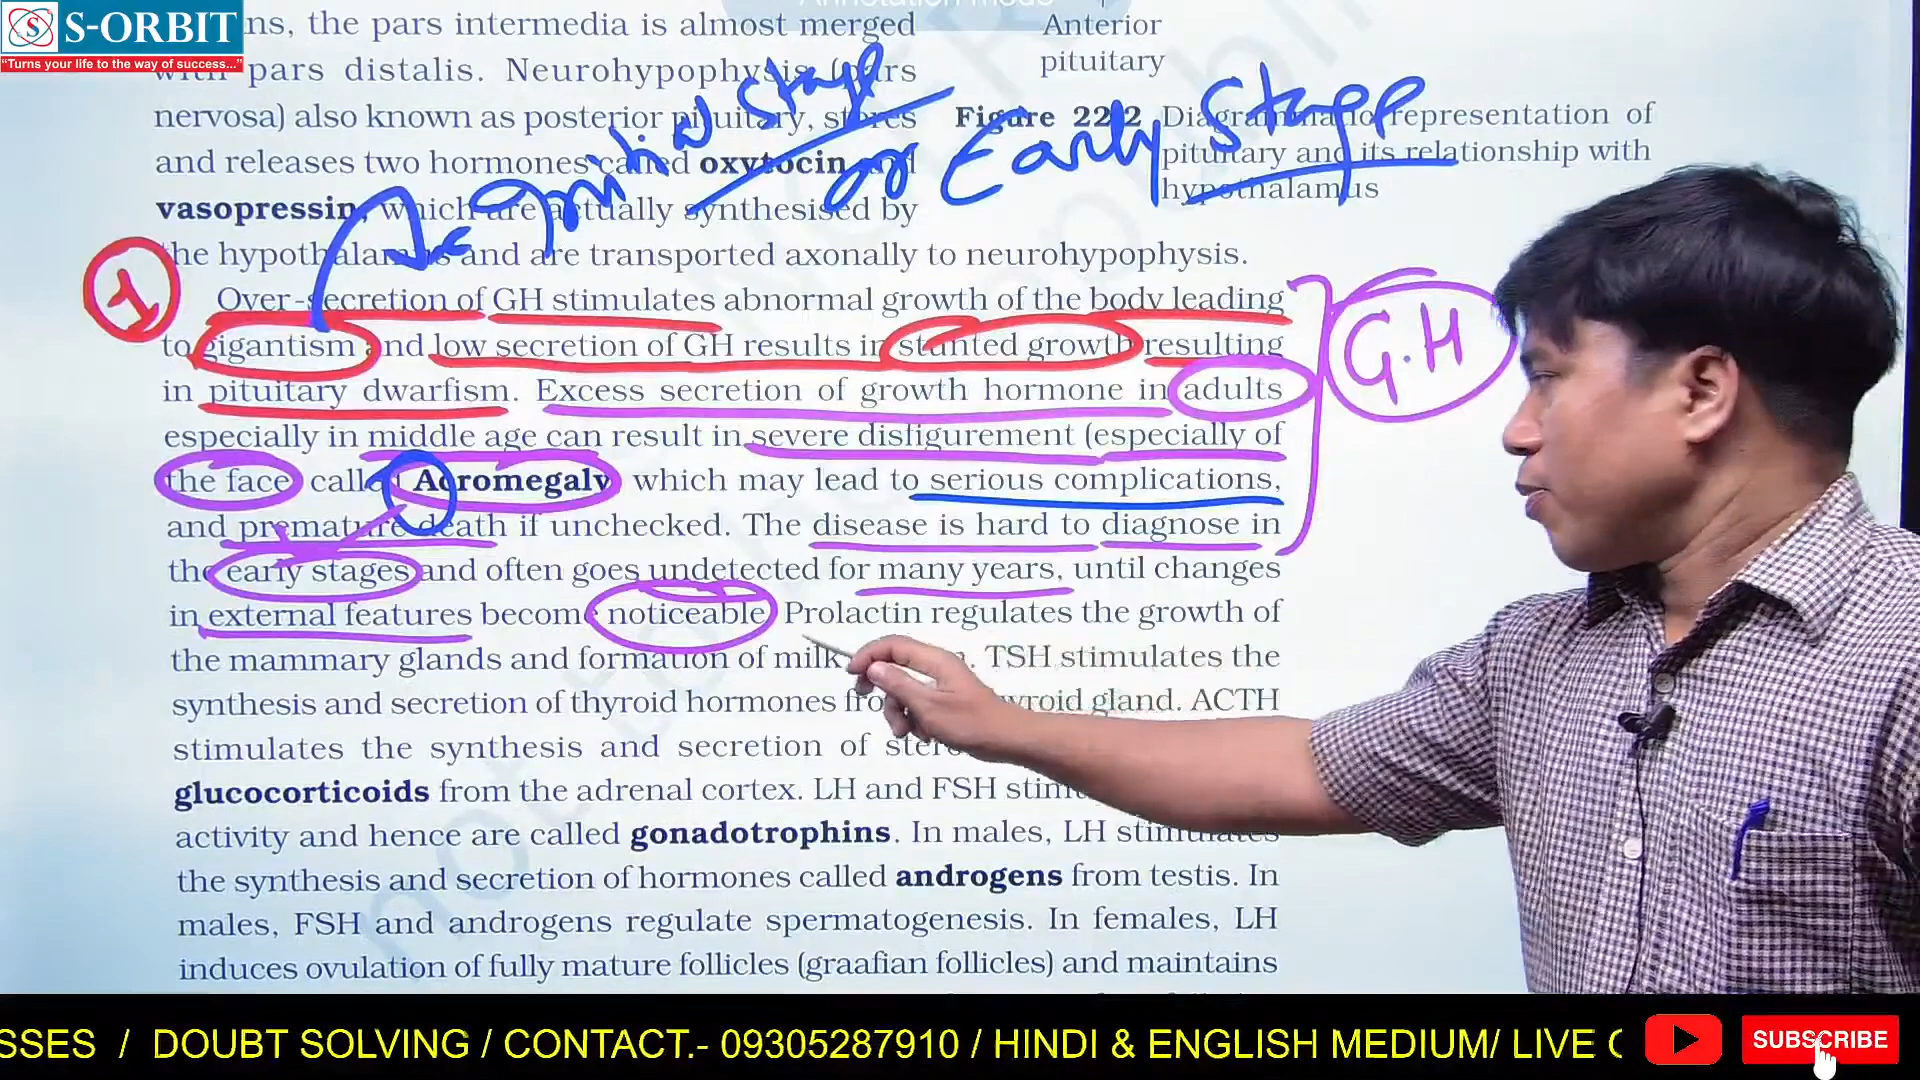 S-ORBIT
"Turns your life to the way of success..."
ns, the pars intermedia is almost merged
with pars distalis. Neurohypophysis (pars
nervosa) also known as posterior pituitary, stores
and releases two hormones called oxytocin and
vasopressin, which are actually synthesised by
the hypothalamus and are transported axonally to neurohypophysis.
Anterior
pituitary
Figure 22.2 Diagrammatic representation of
pituitary and its relationship with
hypothalamus
Initial Stage
or Early Stage
1
Over-secretion of GH stimulates abnormal growth of the body leading
to gigantism and low secretion of GH results in stunted growth resulting
in pituitary dwarfism. Excess secretion of growth hormone in adults
especially in middle age can result in severe disfigurement (especially of
the face) called Acromegaly, which may lead to serious complications,
and premature death if unchecked. The disease is hard to diagnose in
the early stages and often goes undetected for many years, until changes
in external features become noticeable. Prolactin regulates the growth of
the mammary glands and formation of milk. TSH stimulates the
synthesis and secretion of thyroid hormones thyroid gland. ACTH
stimulates the synthesis and secretion of
glucocorticoids from the adrenal cortex. LH and FSH
activity and hence are called gonadotrophins. In males, LH stimulates
the synthesis and secretion of hormones called androgens from testis. In
males, FSH and androgens regulate spermatogenesis. In females, LH
induces ovulation of fully mature follicles (graafian follicles) and maintains
G.H
SSES / DOUBT SOLVING / CONTACT.- 09305287910 / HINDI & ENGLISH MEDIUM/ LIVE
SUBSCRIBE